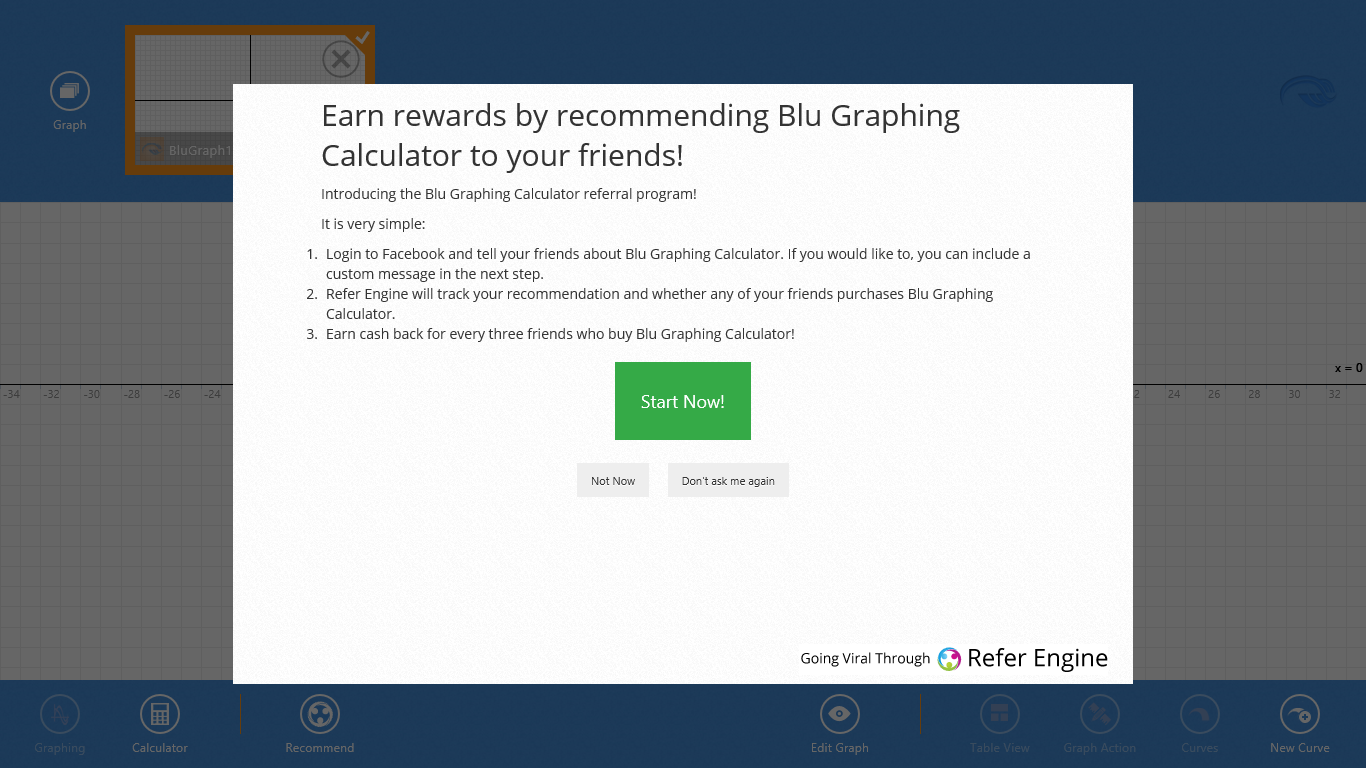 Graph
BluGraph1
Earn rewards by recommending Blu Graphing
Calculator to your friends!
Introducing the Blu Graphing Calculator referral program!
It is very simple:
1. Login to Facebook and tell your friends about Blu Graphing Calculator. If you would like to, you can include a
custom message in the next step.
2. Refer Engine will track your recommendation and whether any of your friends purchases Blu Graphing
Calculator.
3. Earn cash back for every three friends who buy Blu Graphing Calculator!
x = 0
-34 -32 -30 -28 -26 -24 2 24 26 28 30 32
Start Now!
Not Now Don't ask me again
Going Viral Through Refer Engine
Graphing Calculator Recommend Edit Graph Table View Graph Action Curves New Curve